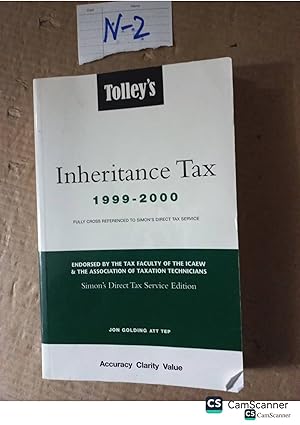 N-2
Tolley's
Inheritance Tax
1999-2000
FULLY CROSS REFERENCED TO SIMON'S DIRECT TAX SERVICE
ENDORSED BY THE TAX FACULTY OF THE ICAEW
& THE ASSOCIATION OF TAXATION TECHNICIANS
Simon's Direct Tax Service Edition
JON GOLDING ATT TEP
Accuracy Clarity Value
CS CamScanner
CS CamScanner